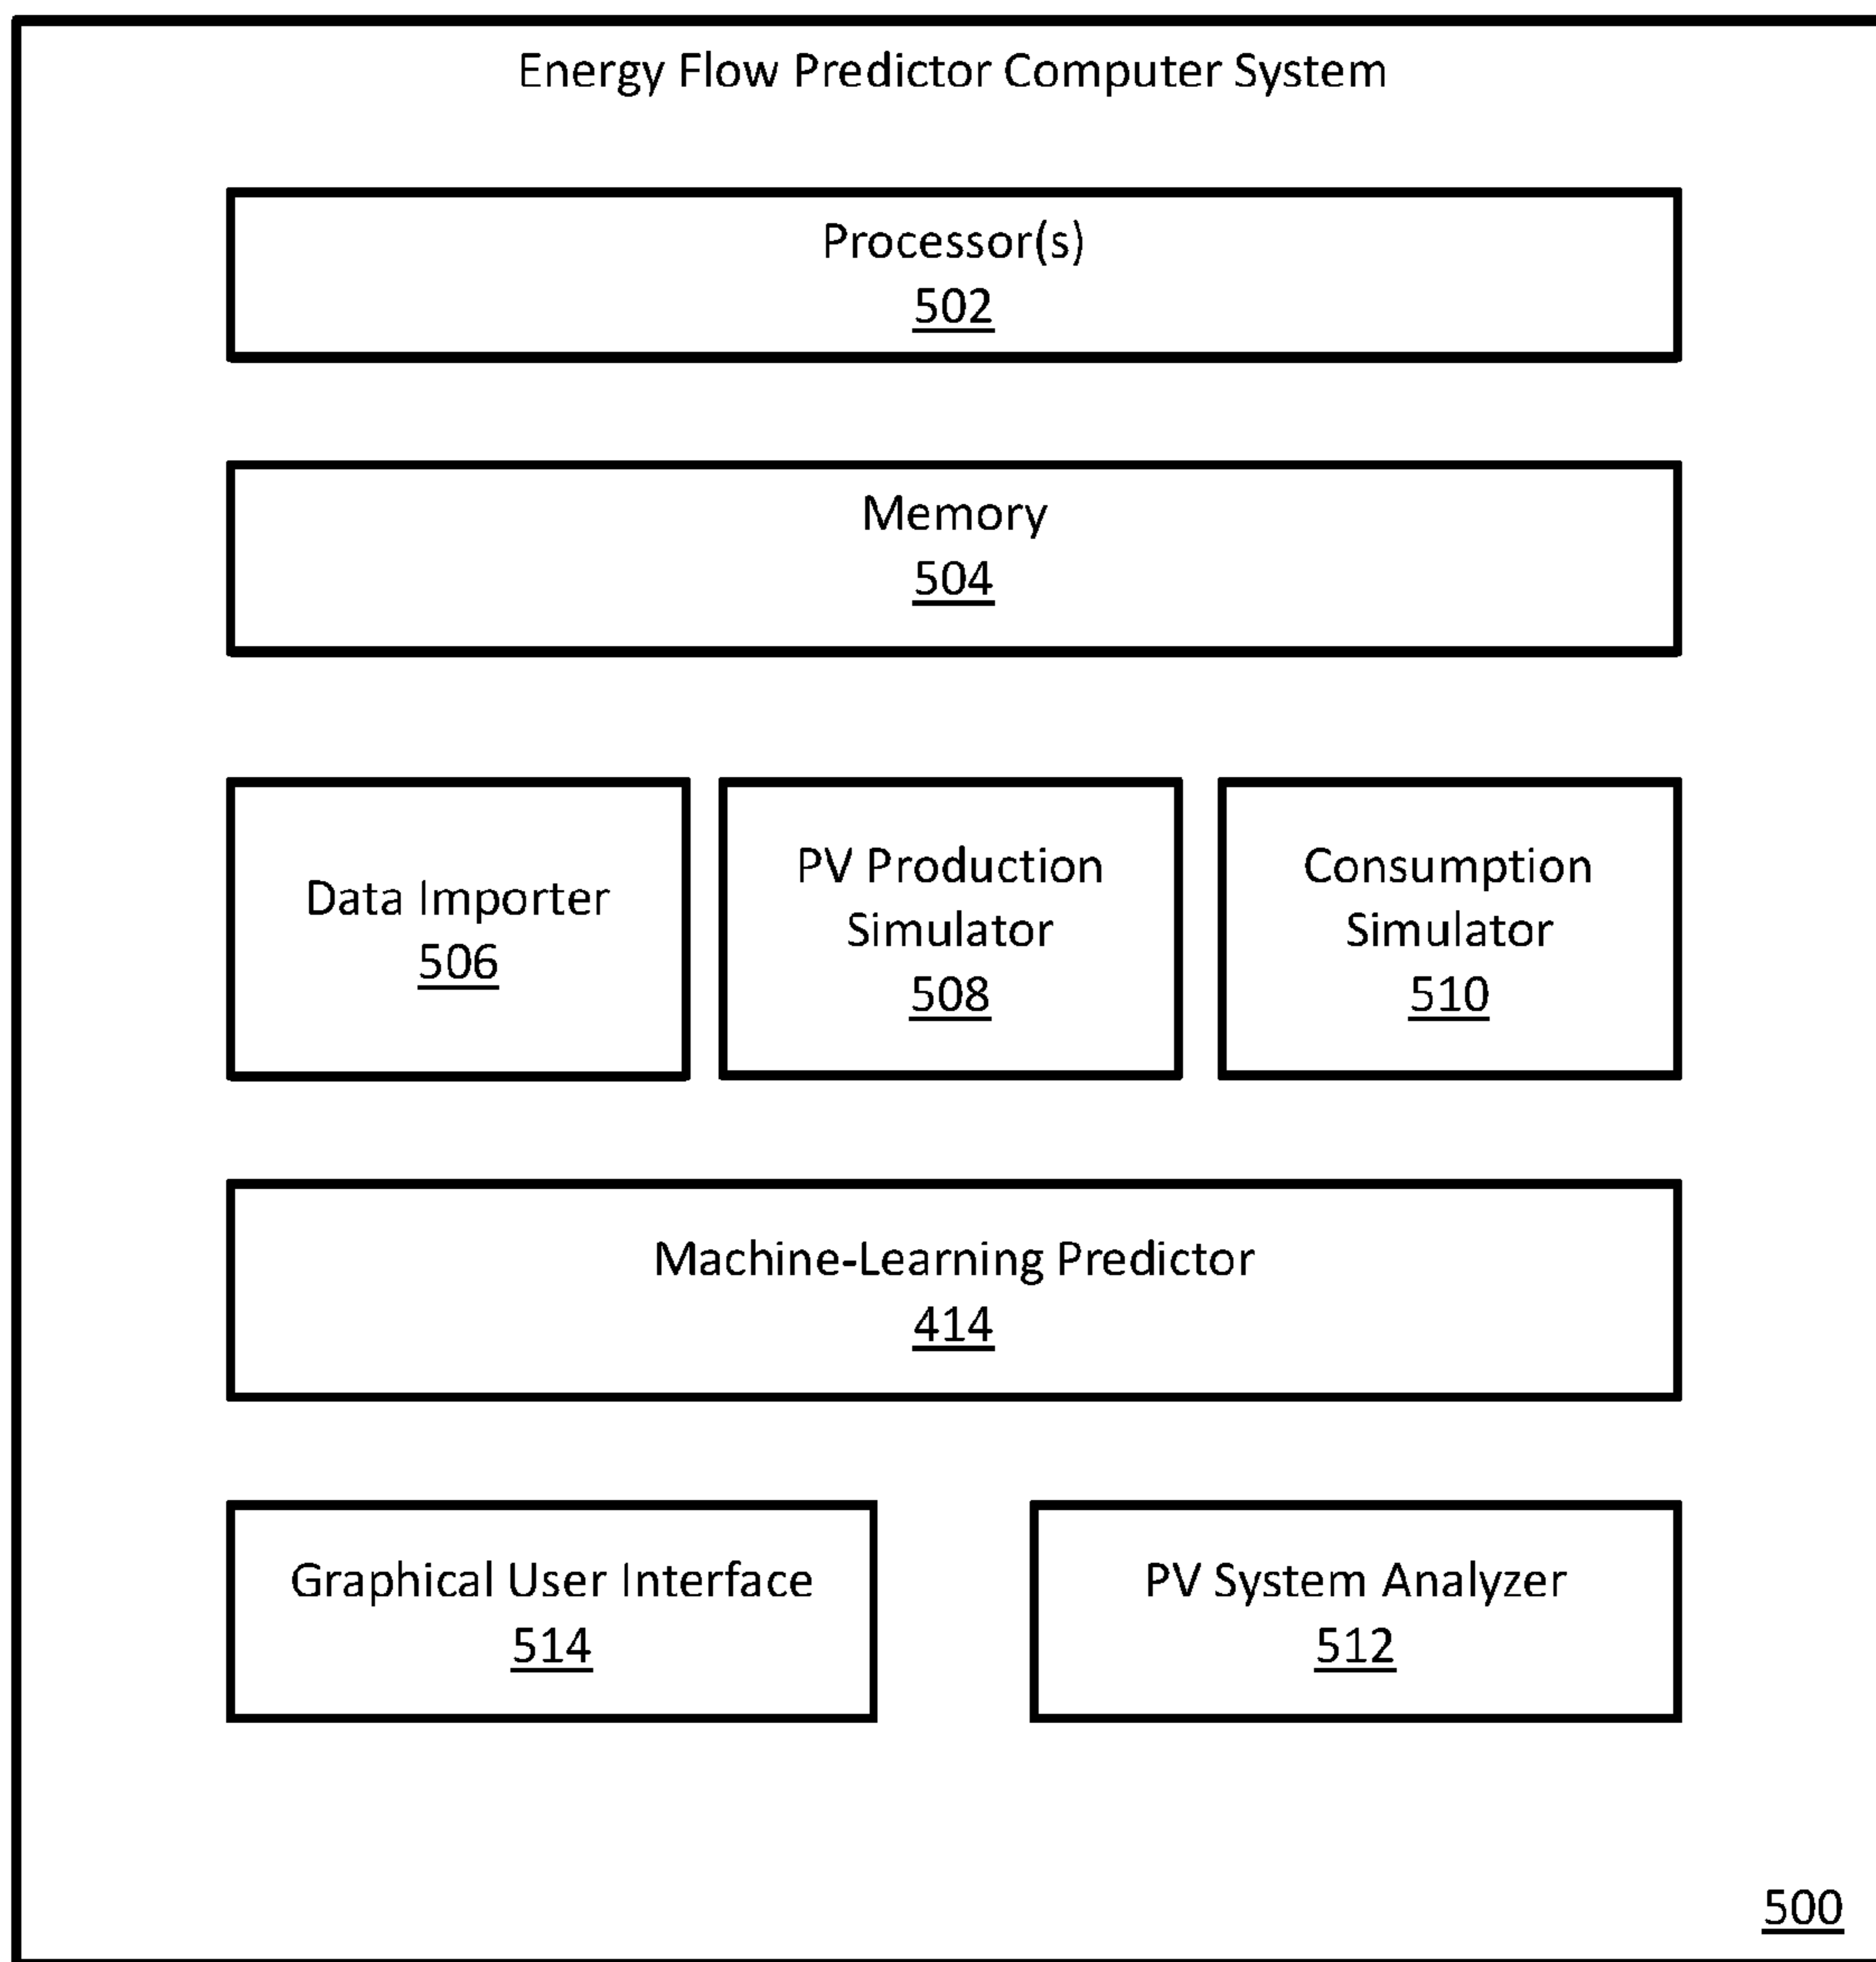 Energy Flow Predictor Computer System
Processor(s)
502
Memory
504
Data Importer
506
PV Production
Simulator
508
Consumption
Simulator
510
Machine-Learning Predictor
414
Graphical User Interface
514
PV System Analyzer
512
500